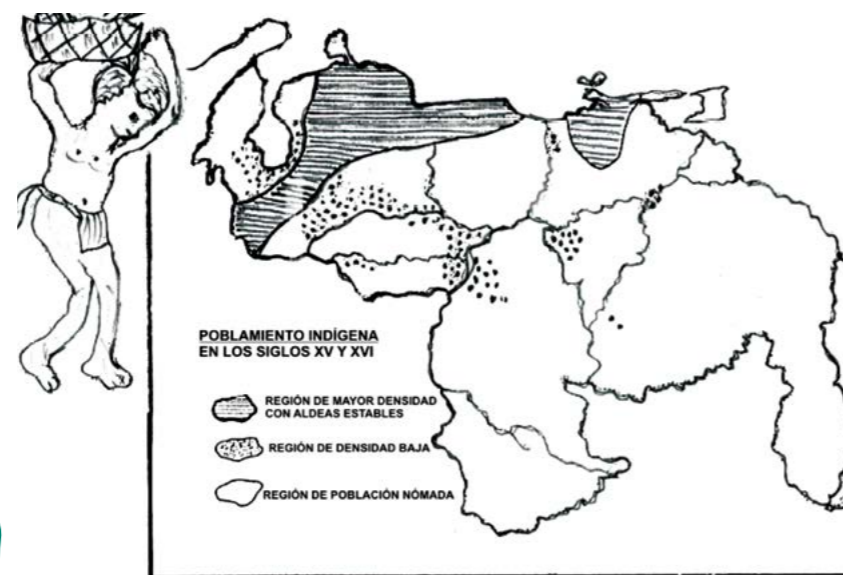 POBLAMIENTO INDÍGENA
EN LOS SIGLOS XV Y XVI
REGIÓN DE MAYOR DENSIDAD
CON ALDEAS ESTABLES
REGIÓN DE DENSIDAD BAJA
REGIÓN DE POBLACIÓN NÓMADA